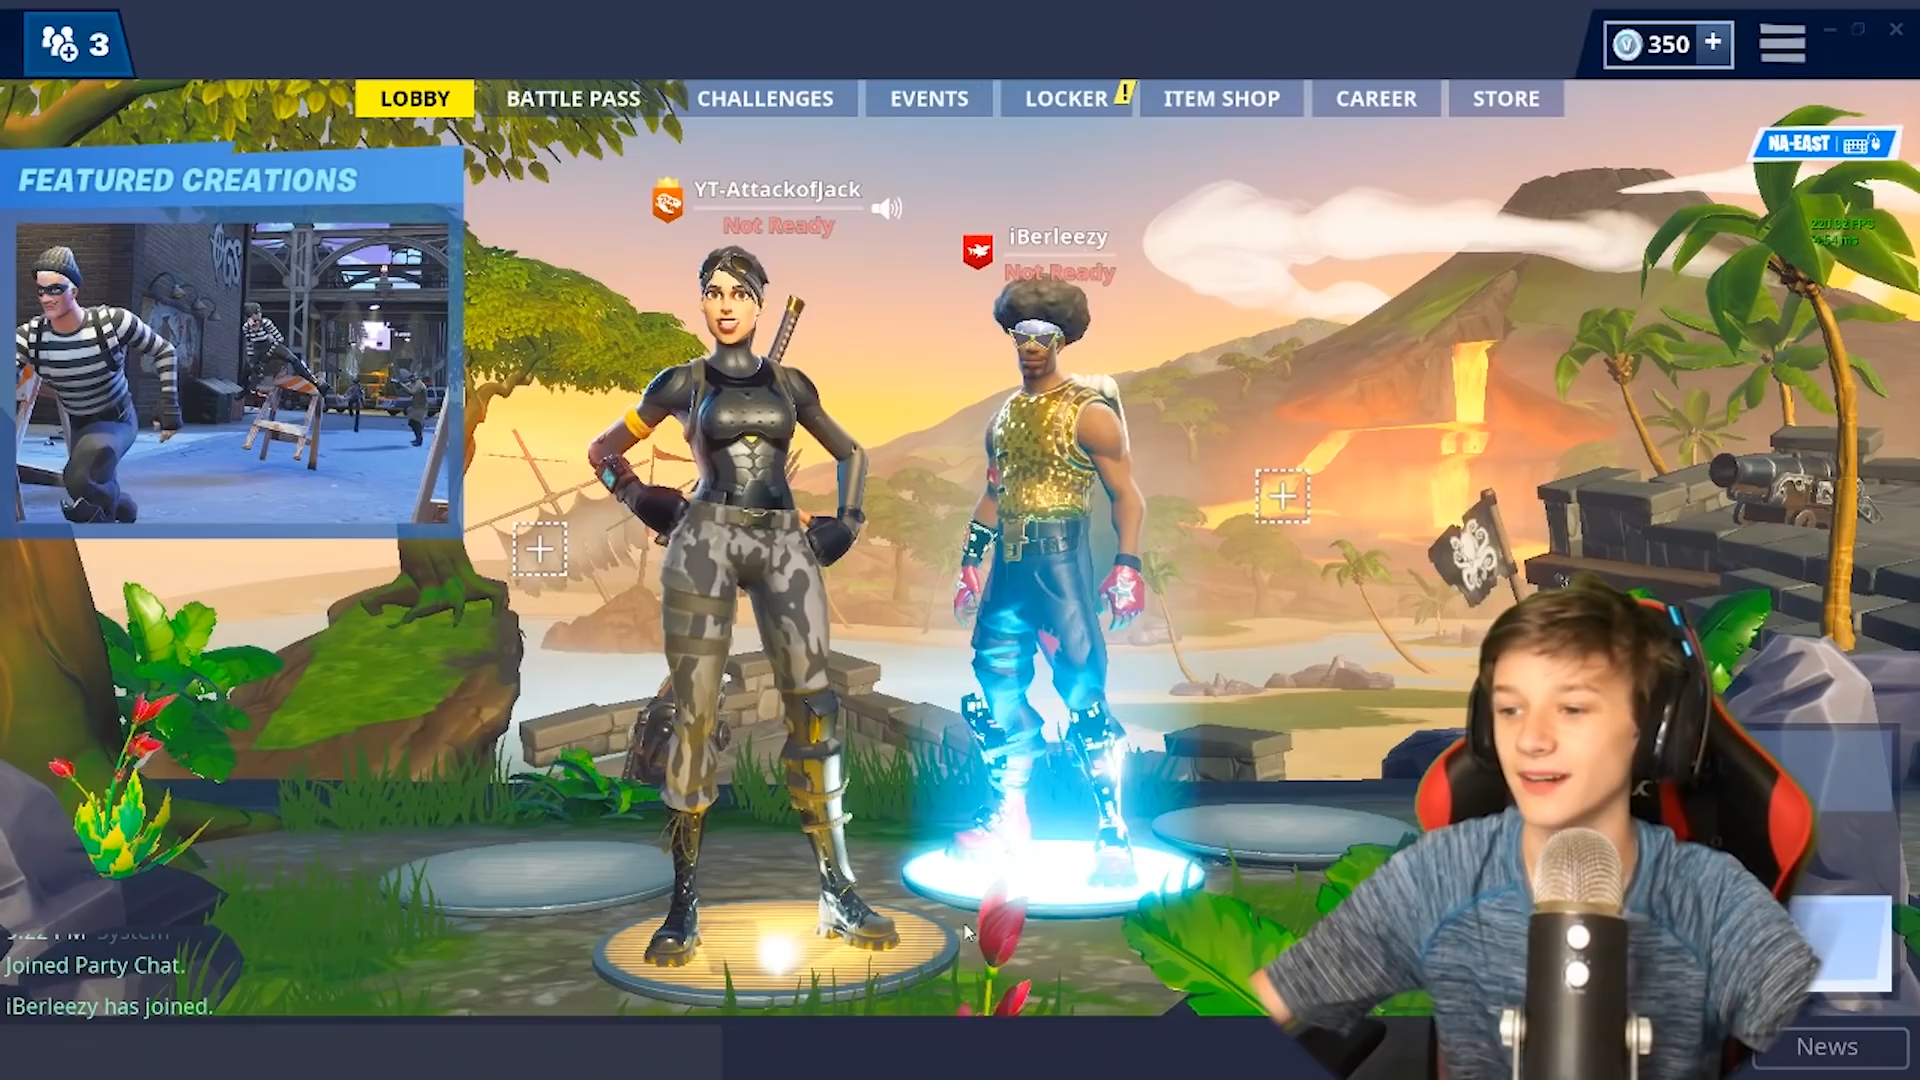 3
350
LOBBY
BATTLE PASS
CHALLENGES
EVENTS
LOCKER !
ITEM SHOP
CAREER
STORE
NA-EAST
FEATURED CREATIONS
YT-AttackofJack
Not Ready
iBerleezy
Not Ready
Joined Party Chat.
iBerleezy has joined.
News